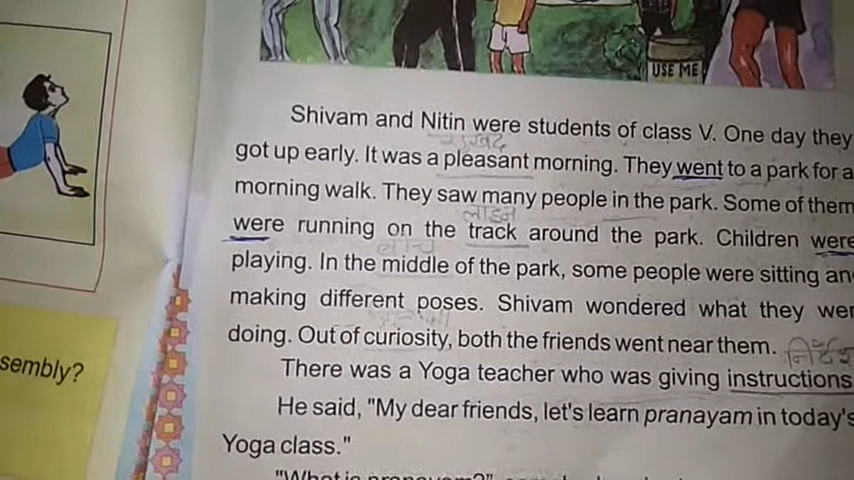 USE ME
Shivam and Nitin were students of class V. One day they
सुखद
got up early. It was a pleasant morning. They went to a park for a
morning walk. They saw many people in the park. Some of them
लाइन
were running on the track around the park. Children were
बीच
playing. In the middle of the park, some people were sitting an
making different poses. Shivam wondered what they wer
doing. Out of curiosity, both the friends went near them.
There was a Yoga teacher who was giving instructions
He said, "My dear friends, let's learn pranayam in today's
Yoga class."
sembly?